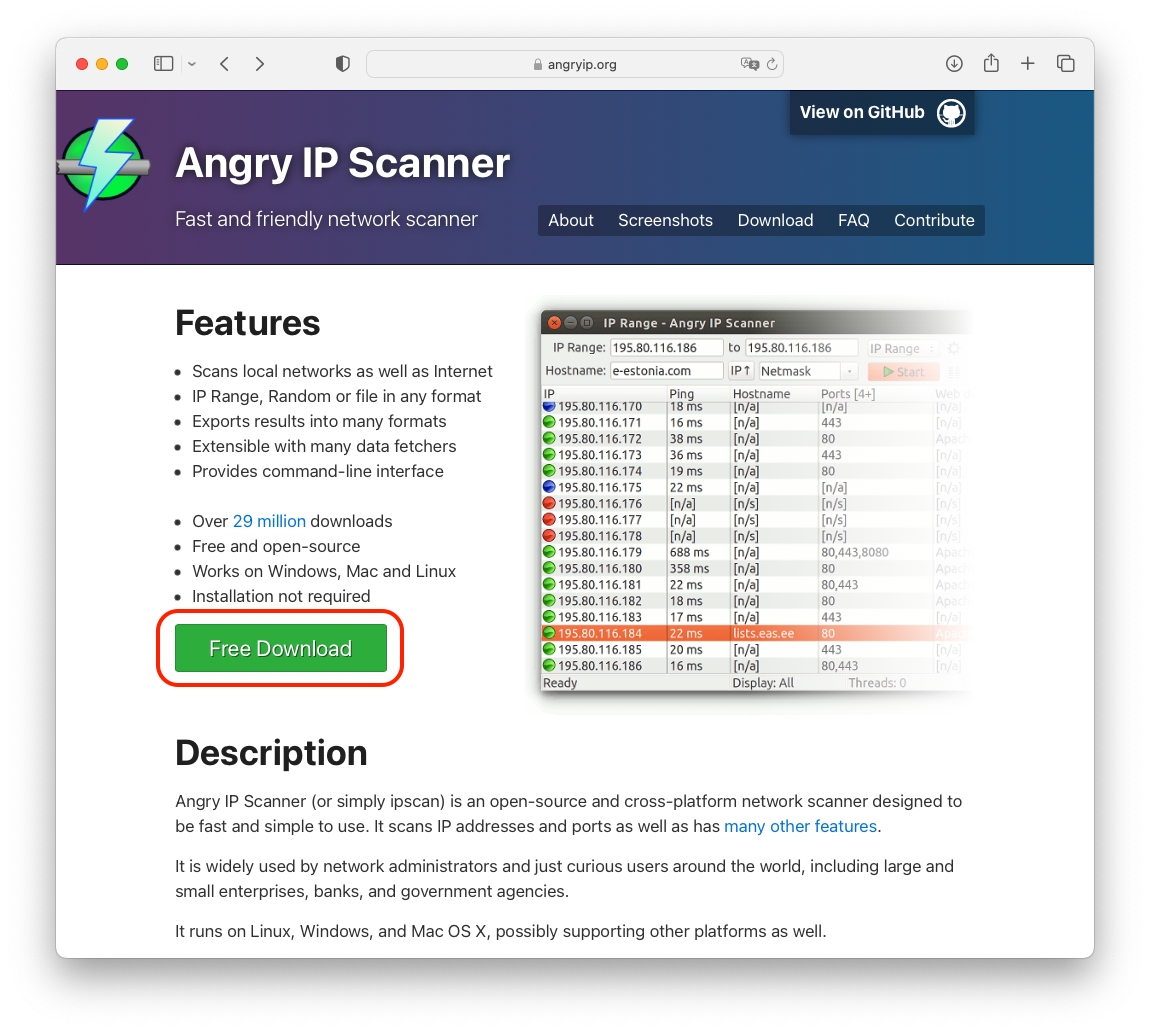 angryip.org
View on GitHub
Angry IP Scanner
Fast and friendly network scanner
About Screenshots Download FAQ Contribute
Features
Scans local networks as well as Internet
IP Range, Random or file in any format
Exports results into many formats
Extensible with many data fetchers
Provides command-line interface
Over 29 million downloads
Free and open-source
Works on Windows, Mac and Linux
Installation not required
Free Download
IP Range - Angry IP Scanner
IP Range: 195.80.116.186 to 195.80.116.186 IP Range
Hostname: e-estonia.com IP↑ Netmask Start
IP Ping Hostname Ports [4+] Web
195.80.116.170 18 ms [n/a] [n/a] [n/a]
195.80.116.171 16 ms [n/a] 443 [n/a]
195.80.116.172 38 ms [n/a] 80 Apac
195.80.116.173 36 ms [n/a] 443 [n/a]
195.80.116.174 19 ms [n/a] 80 [n/a]
195.80.116.175 22 ms [n/a] [n/a] [n/a]
195.80.116.176 [n/a] [n/s] [n/s] [n/s]
195.80.116.177 [n/a] [n/s] [n/s] [n/s]
195.80.116.178 [n/a] [n/s] [n/s] [n/s]
195.80.116.179 688 ms [n/a] 80,443,8080 Apac
195.80.116.180 358 ms [n/a] 80 Apac
195.80.116.181 22 ms [n/a] 80,443 Apac
195.80.116.182 18 ms [n/a] 80 Apac
195.80.116.183 17 ms [n/a] 443 [n/a]
195.80.116.184 22 ms lists.eas.ee 80 Apac
195.80.116.185 20 ms [n/a] 443 [n/a]
195.80.116.186 16 ms [n/a] 80,443 [n/a]
Ready Display: All Threads: 0
Description
Angry IP Scanner (or simply ipscan) is an open-source and cross-platform network scanner designed to
be fast and simple to use. It scans IP addresses and ports as well as has many other features.
It is widely used by network administrators and just curious users around the world, including large and
small enterprises, banks, and government agencies.
It runs on Linux, Windows, and Mac OS X, possibly supporting other platforms as well.